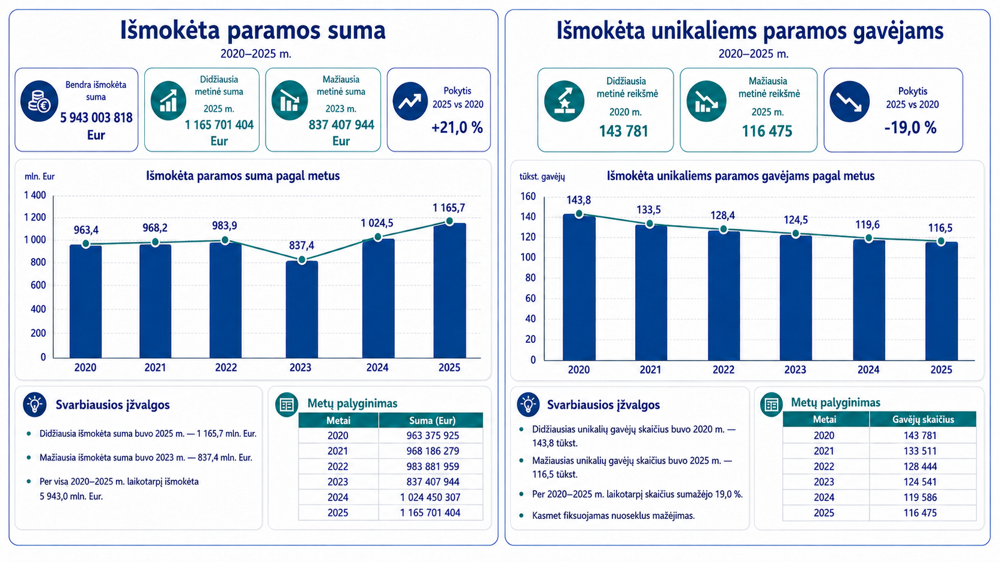 Išmokėta paramos suma
2020–2025 m.
Bendra išmokėta
suma
5 943 003 818
Eur
Didžiausia
metinė suma
2025 m.
1 165 701 404
Eur
Mažiausia
metinė suma
2023 m.
837 407 944
Eur
Pokytis
2025 vs 2020
+21,0 %
mln. Eur
Išmokėta paramos suma pagal metus
1 400
1 200
1 000
800
600
400
200
0
963,4
968,2
983,9
837,4
1 024,5
1 165,7
2020
2021
2022
2023
2024
2025
Svarbiausios įžvalgos
• Didžiausia išmokėta suma buvo 2025 m. — 1 165,7 mln. Eur.
• Mažiausia išmokėta suma buvo 2023 m. — 837,4 mln. Eur.
• Per visą 2020–2025 m. laikotarpį išmokėta
5 943,0 mln. Eur.
Metų palyginimas
Metai Suma (Eur)
2020 963 375 925
2021 968 186 279
2022 983 881 959
2023 837 407 944
2024 1 024 450 307
2025 1 165 701 404
Išmokėta unikaliems paramos gavėjams
2020–2025 m.
Didžiausia
metinė reikšmė
2020 m.
143 781
Mažiausia
metinė reikšmė
2025 m.
116 475
Pokytis
2025 vs 2020
-19,0 %
tūkst. gavėjų
Išmokėta unikaliems paramos gavėjams pagal metus
160
140
120
100
80
60
40
20
0
143,8
133,5
128,4
124,5
119,6
116,5
2020
2021
2022
2023
2024
2025
Svarbiausios įžvalgos
• Didžiausias unikalių gavėjų skaičius buvo 2020 m. —
143,8 tūkst.
• Mažiausias unikalių gavėjų skaičius buvo 2025 m. —
116,5 tūkst.
• Per 2020–2025 m. laikotarpį skaičius sumažėjo 19,0 %.
• Kasmet fiksuojamas nuoseklus mažėjimas.
Metų palyginimas
Metai Gavėjų skaičius
2020 143 781
2021 133 511
2022 128 444
2023 124 541
2024 119 586
2025 116 475